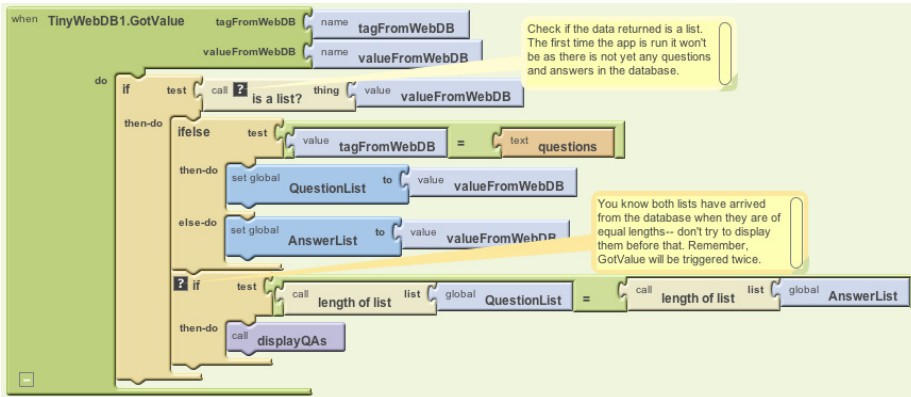 when TinyWebDB1.GotValue tagFromWebDB name tagFromWebDB
valueFromWebDB name valueFromWebDB
Check if the data returned is a list.
The first time the app is run it won't
be as there is not yet any questions
and answers in the database.
do if test call ? is a list? thing value valueFromWebDB
then-do ifelse test value tagFromWebDB = text questions
then-do set global QuestionList to value valueFromWebDB
else-do set global AnswerList to value valueFromWebDB
You know both lists have arrived
from the database when they are of
equal lengths-- don't try to display
them before that. Remember,
GotValue will be triggered twice.
? if test call length of list list global QuestionList = call length of list list global AnswerList
then-do call displayQAs